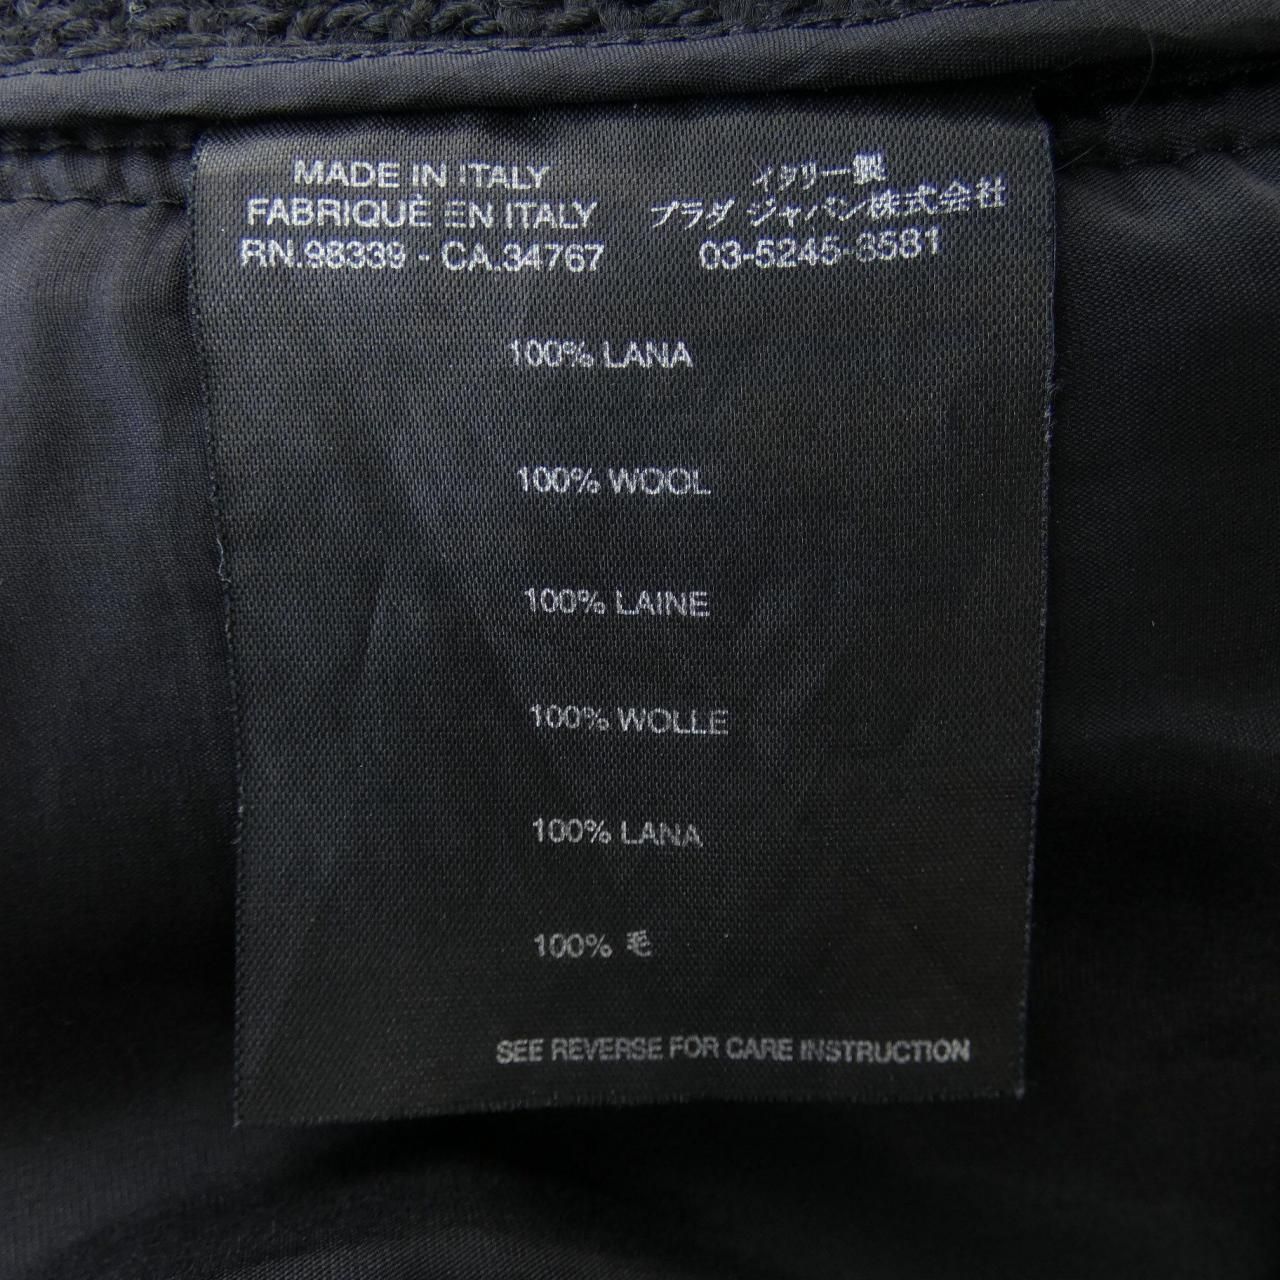 MADE IN ITALY
FABRIQUÈ EN ITALY
RN.98339 - CA.34767
イタリー製
プラダ ジャパン株式会社
03-5245-3581
100% LANA
100% WOOL
100% LAINE
100% WOLLE
100% LANA
100% 毛
SEE REVERSE FOR CARE INSTRUCTION